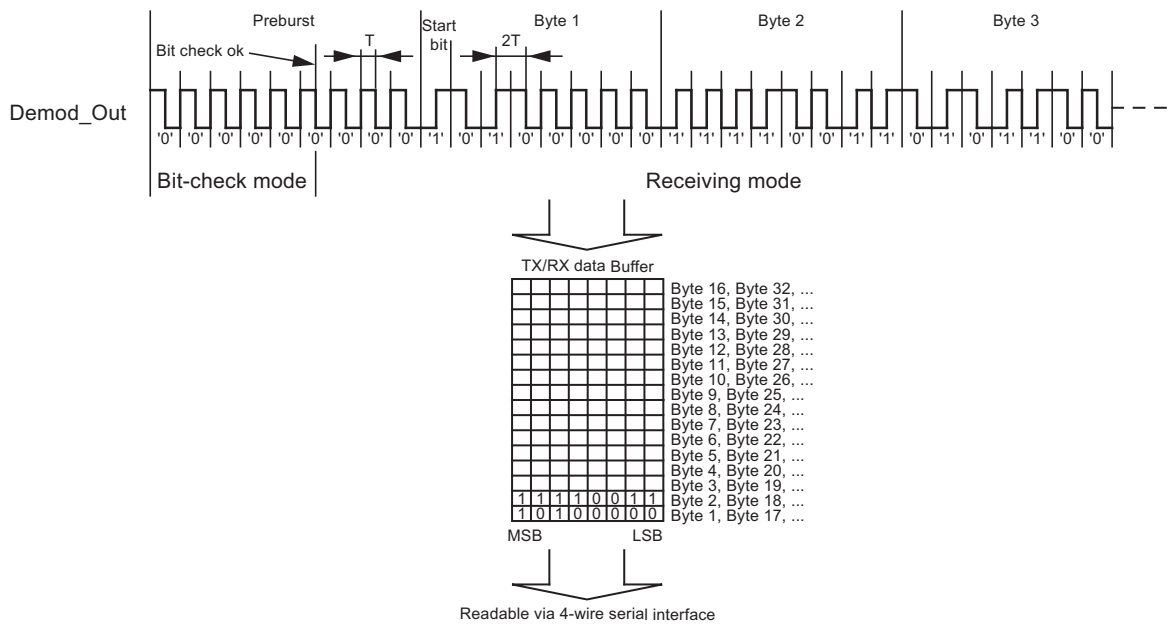 Preburst
Byte 1
Byte 2
Byte 3
Start bit
Bit check ok
T
2T
Demod_Out
'0' '0' '0' '0' '0' '0' '0' '0' '0' '1' '0' '1' '0' '0' '0' '0' '0' '1' '1' '1' '1' '0' '0' '1' '1' '0' '1' '0' '1' '1' '0' '0'
Bit-check mode
Receiving mode
TX/RX data Buffer
Byte 16, Byte 32, ...
Byte 15, Byte 31, ...
Byte 14, Byte 30, ...
Byte 13, Byte 29, ...
Byte 12, Byte 28, ...
Byte 11, Byte 27, ...
Byte 10, Byte 26, ...
Byte 9, Byte 25, ...
Byte 8, Byte 24, ...
Byte 7, Byte 23, ...
Byte 6, Byte 22, ...
Byte 5, Byte 21, ...
Byte 4, Byte 20, ...
Byte 3, Byte 19, ...
1 1 1 1 0 0 1 1 Byte 2, Byte 18, ...
1 0 1 0 0 0 0 0 Byte 1, Byte 17, ...
MSB
LSB
Readable via 4-wire serial interface